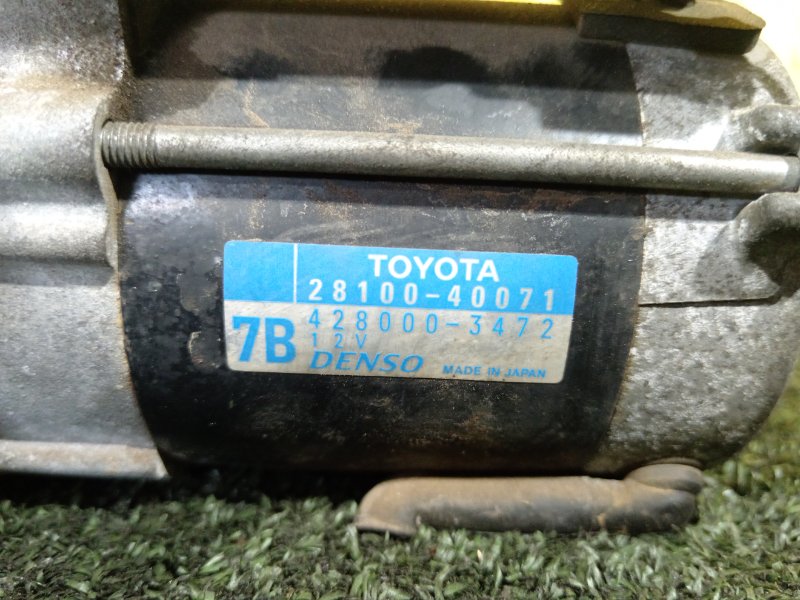 TOYOTA
28100-40071
7B 428000-3472
12V
DENSO MADE IN JAPAN